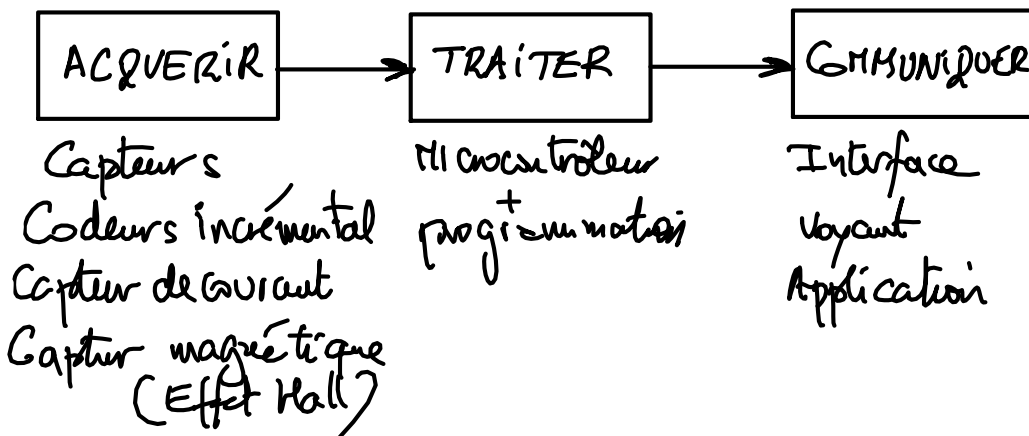 ACQUERIR
TRAITER
COMMUNIQUER
Capteurs
Codeurs incrémental
Capteur de courant
Capteur magnétique
(Effet Hall)
Microcontrôleur
+
programmation
Interface
Voyant
Application